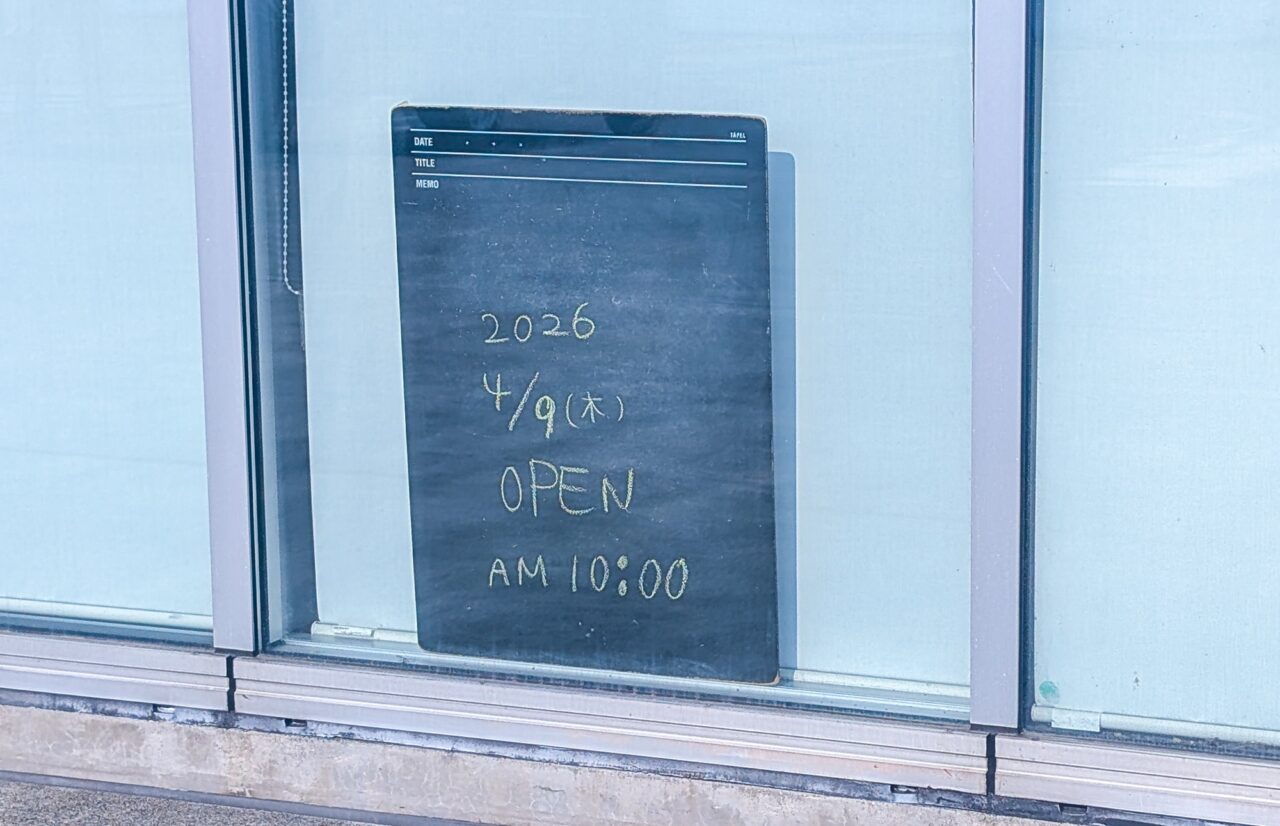 DATE
TITLE
MEMO
2026
4/9(木)
OPEN
AM 10:00